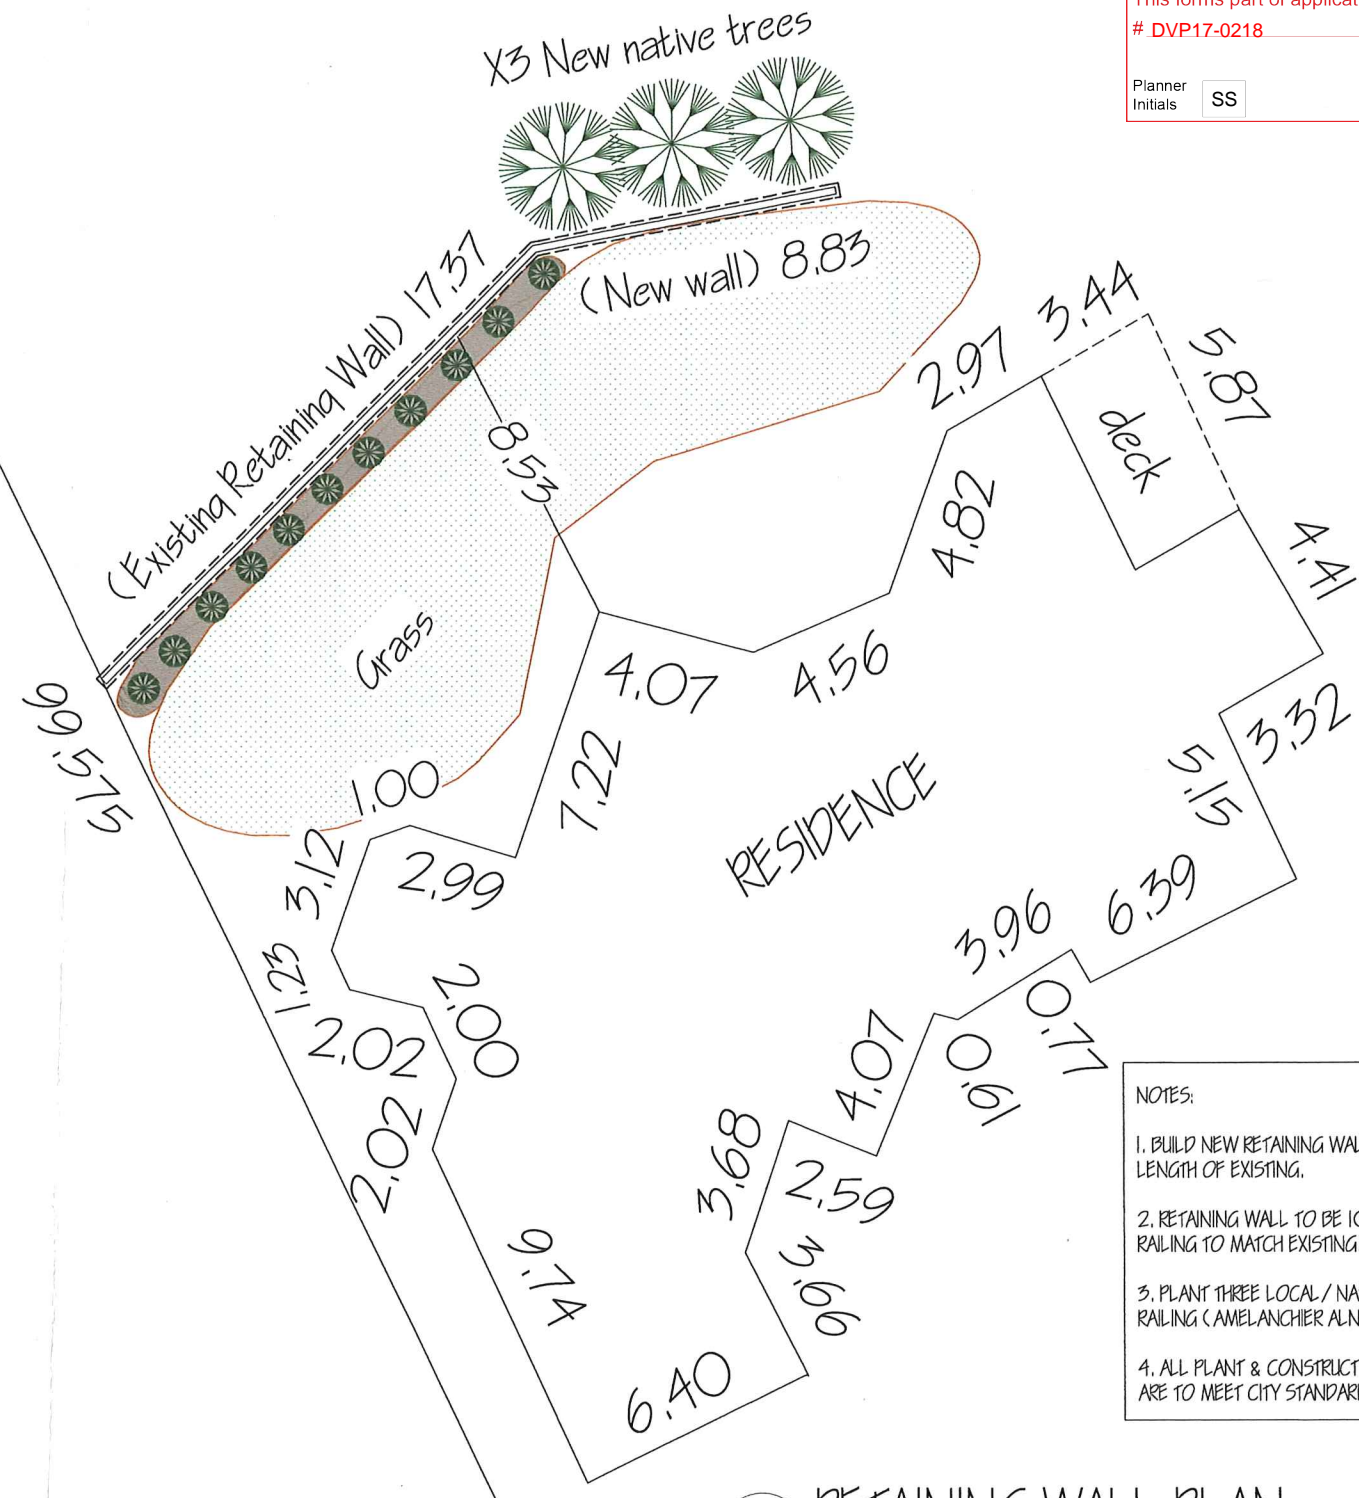 This forms part of applicat
# DVP17-0218
Planner
Initials
SS
X3 New native trees
(Existing Retaining Wall) 17.37
(New wall) 8.83
8.53
2.97
3.44
5.87
deck
4.82
4.41
Grass
4.07
4.56
3.32
99.575
1.00
7.22
5.15
RESIDENCE
3.12
2.99
6.39
3.96
1.23
2.00
2.02
0.77
4.07
0.61
2.02
3.68
2.59
9.74
3.66
6.40
NOTES:
1. BUILD NEW RETAINING WAL
LENGTH OF EXISTING.
2. RETAINING WALL TO BE
RAILING TO MATCH EXISTING
3. PLANT THREE LOCAL / NA
RAILING (AMELANCHIER ALN
4. ALL PLANT & CONSTRUCT
ARE TO MEET CITY STANDAR
RETAINING WALL PLAN